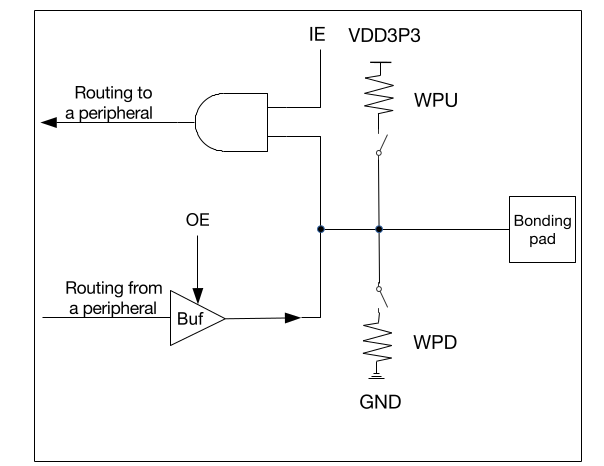 IE
VDD3P3
Routing to
a peripheral
WPU
OE
Bonding
pad
Routing from
a peripheral
Buf
WPD
GND